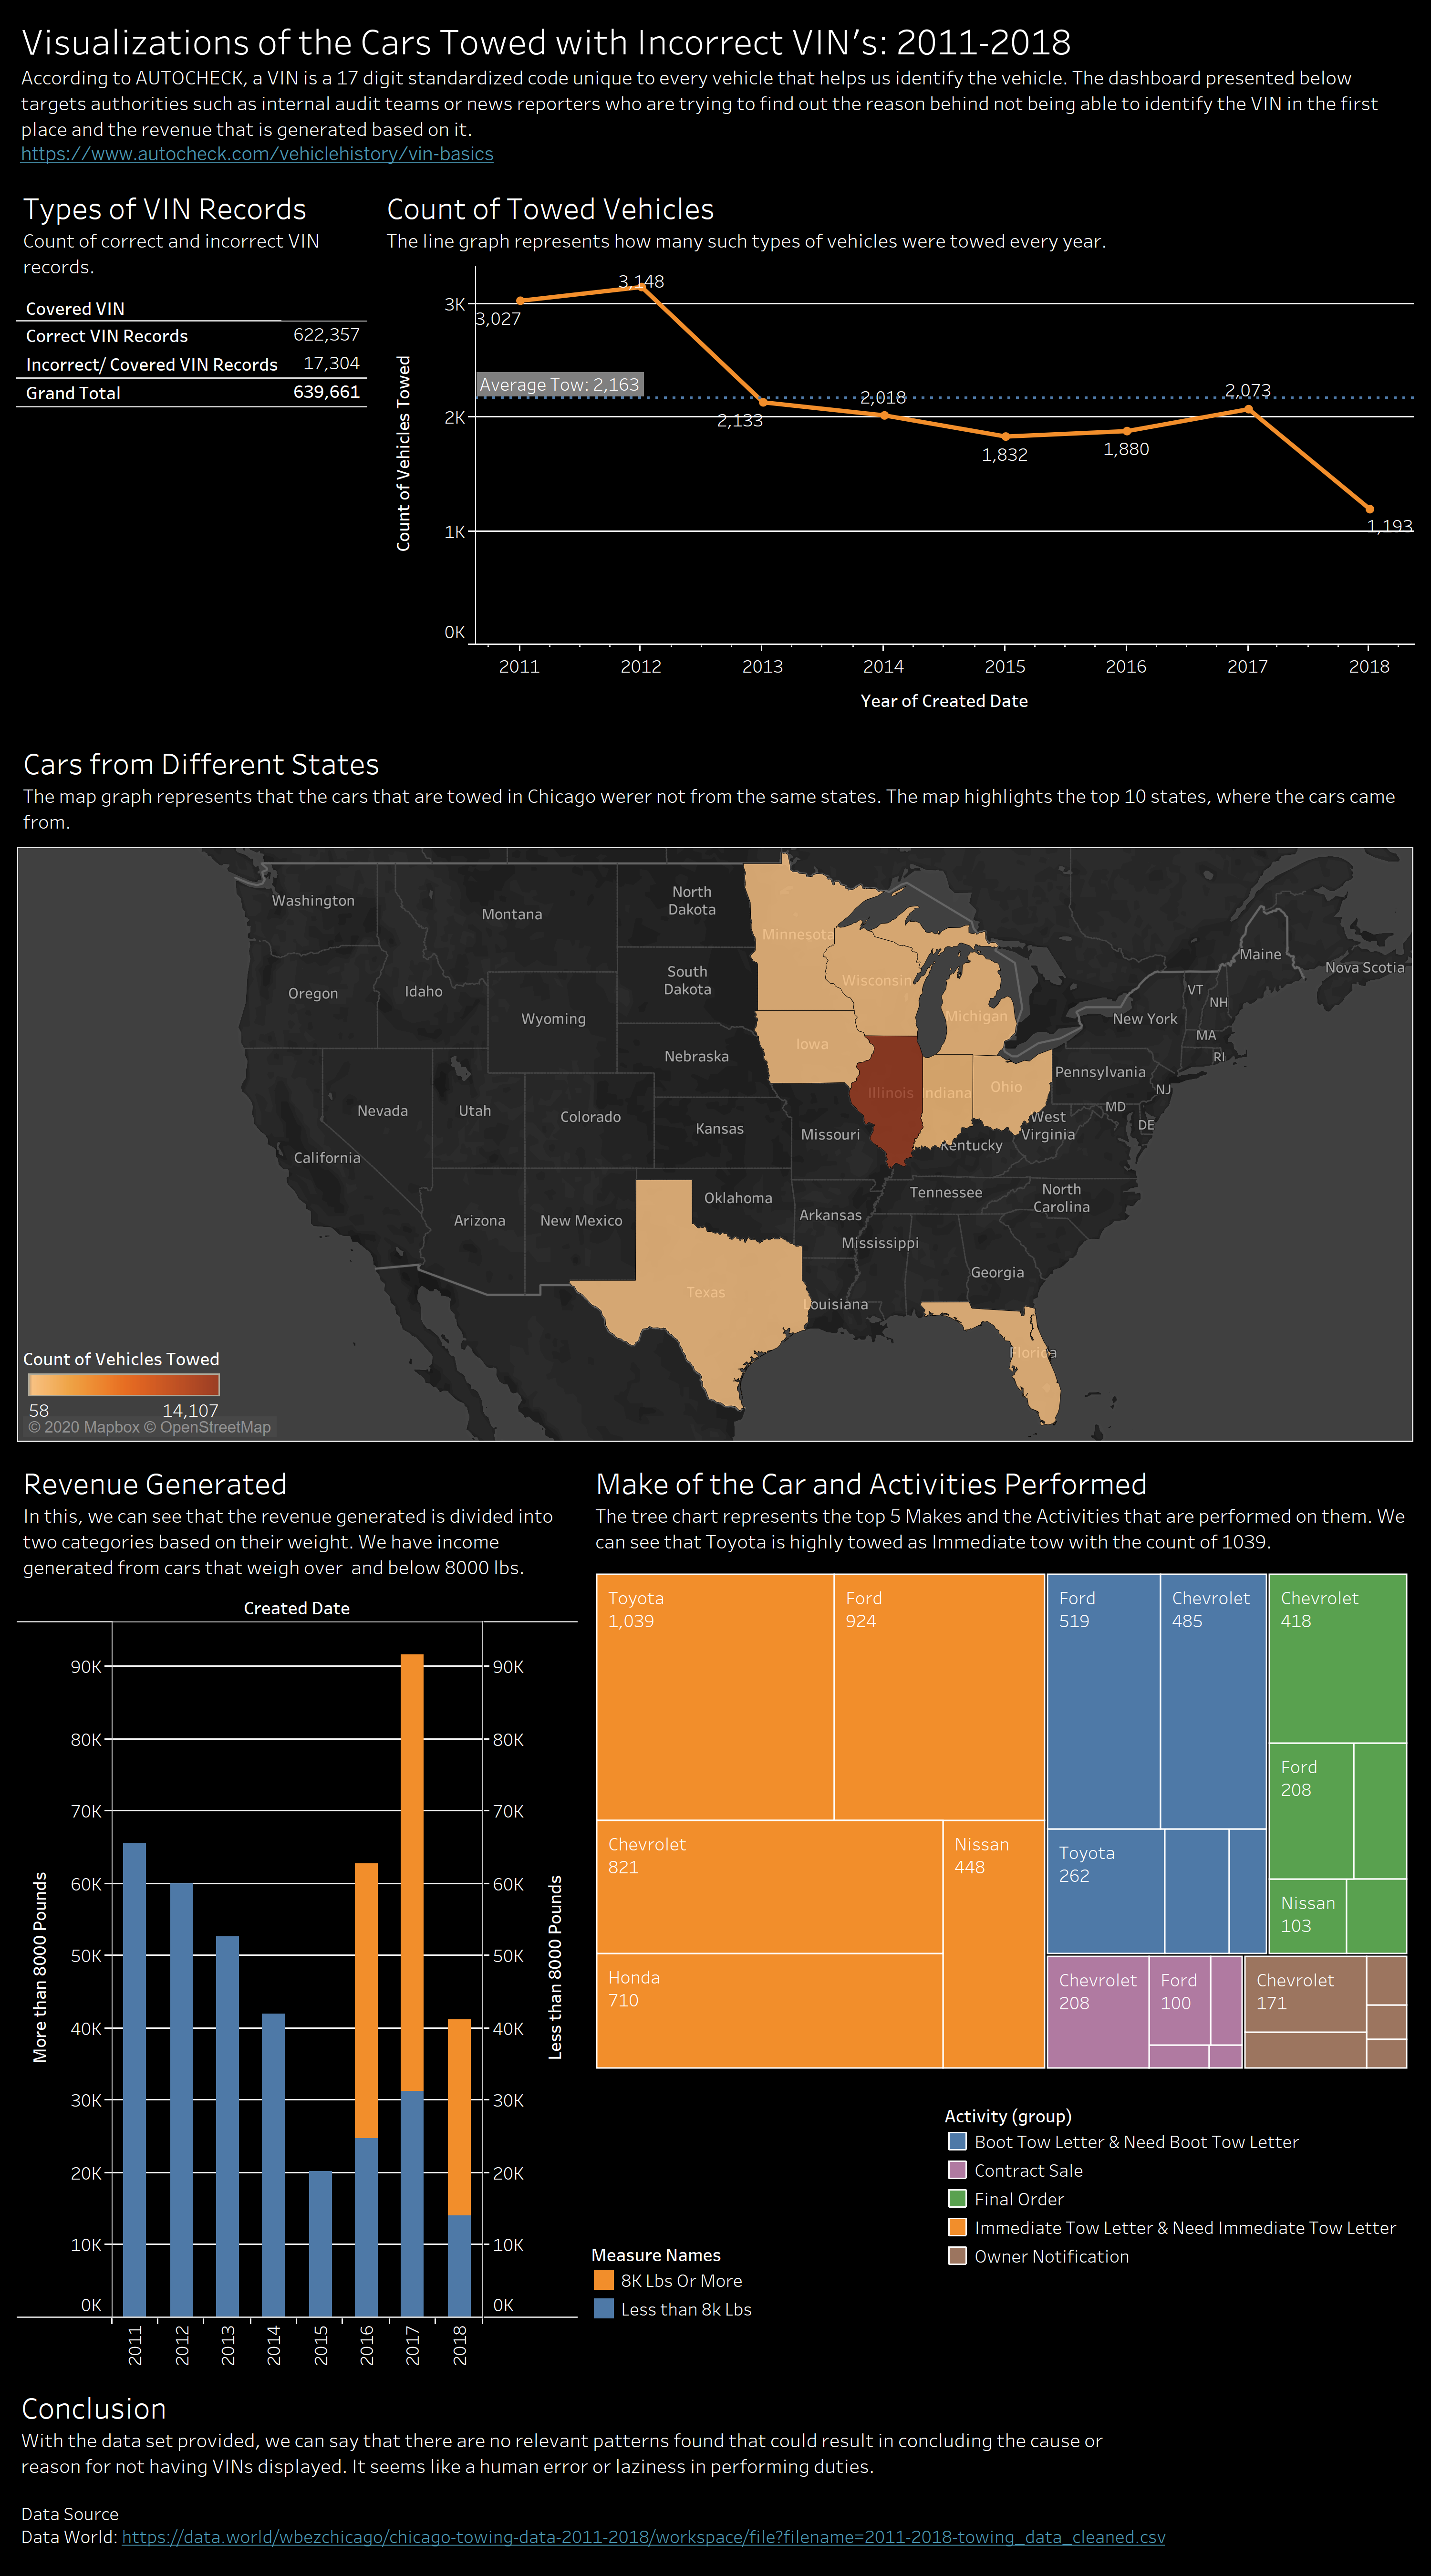 Visualizations of the Cars Towed with Incorrect VIN's: 2011-2018
According to AUTOCHECK, a VIN is a 17 digit standardized code unique to every vehicle that helps us identify the vehicle. The dashboard presented below
targets authorities such as internal audit teams or news reporters who are trying to find out the reason behind not being able to identify the VIN in the first
place and the revenue that is generated based on it.
https://www.autocheck.com/vehiclehistory/vin-basics
Types of VIN Records
Count of correct and incorrect VIN
records.
Covered VIN
Correct VIN Records 622,357
Incorrect/ Covered VIN Records 17,304
Grand Total 639,661
Count of Towed Vehicles
The line graph represents how many such types of vehicles were towed every year.
Count of Vehicles Towed
3K
2K
1K
0K
3,027
3,148
Average Tow: 2,163
2,133
2,018
1,832
1,880
2,073
1,193
2011 2012 2013 2014 2015 2016 2017 2018
Year of Created Date
Cars from Different States
The map graph represents that the cars that are towed in Chicago werer not from the same states. The map highlights the top 10 states, where the cars came
from.
Washington
Montana
North
Dakota
Minnesota
Maine
Nova Scotia
Oregon
Idaho
South
Dakota
Wisconsin
VT
NH
Wyoming
Michigan
New York
MA
Nebraska
Iowa
RI
Pennsylvania
NJ
Nevada
Utah
Colorado
Illinois
Indiana
Ohio
MD
DE
West
Virginia
Kansas
Missouri
Kentucky
California
Oklahoma
Tennessee
North
Carolina
Arizona
New Mexico
Arkansas
Mississippi
Georgia
Texas
Louisiana
Florida
Count of Vehicles Towed
58 14,107
© 2020 Mapbox © OpenStreetMap
Revenue Generated
In this, we can see that the revenue generated is divided into
two categories based on their weight. We have income
generated from cars that weigh over  and below 8000 lbs.
Created Date
More than 8000 Pounds
90K
80K
70K
60K
50K
40K
30K
20K
10K
0K
90K
80K
70K
60K
50K
40K
30K
20K
10K
0K
Less than 8000 Pounds
2011 2012 2013 2014 2015 2016 2017 2018
Measure Names
8K Lbs Or More
Less than 8k Lbs
Make of the Car and Activities Performed
The tree chart represents the top 5 Makes and the Activities that are performed on them. We
can see that Toyota is highly towed as Immediate tow with the count of 1039.
Toyota
1,039
Ford
924
Chevrolet
821
Nissan
448
Honda
710
Ford
519
Chevrolet
485
Toyota
262
Chevrolet
418
Ford
208
Nissan
103
Chevrolet
208
Ford
100
Chevrolet
171
Activity (group)
Boot Tow Letter & Need Boot Tow Letter
Contract Sale
Final Order
Immediate Tow Letter & Need Immediate Tow Letter
Owner Notification
Conclusion
With the data set provided, we can say that there are no relevant patterns found that could result in concluding the cause or
reason for not having VINs displayed. It seems like a human error or laziness in performing duties.
Data Source
Data World: https://data.world/wbezchicago/chicago-towing-data-2011-2018/workspace/file?filename=2011-2018-towing_data_cleaned.csv